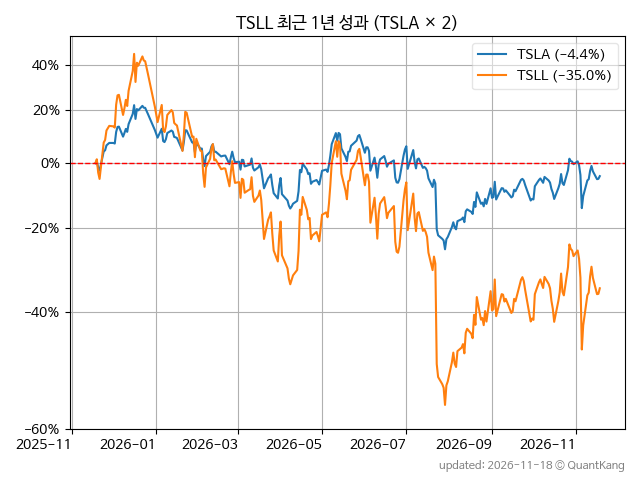 TSLL 최근 1년 성과 (TSLA × 2)
TSLA (−4.4%)
TSLL (−35.0%)
40%
20%
0%
−20%
−40%
−60%
2025-11 2026-01 2026-03 2026-05 2026-07 2026-09 2026-11
updated: 2026-11-18 © QuantKang